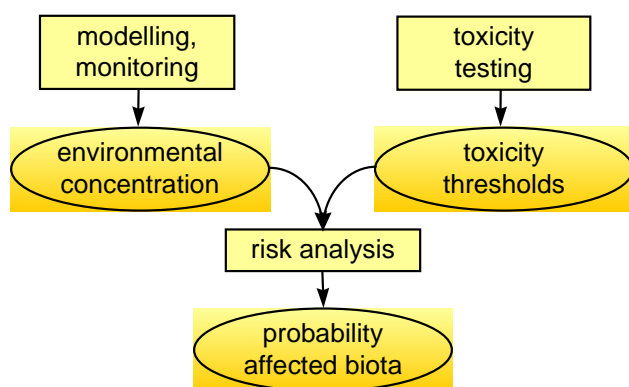 modelling,
monitoring
toxicity
testing
environmental
concentration
toxicity
thresholds
risk analysis
probability
affected biota